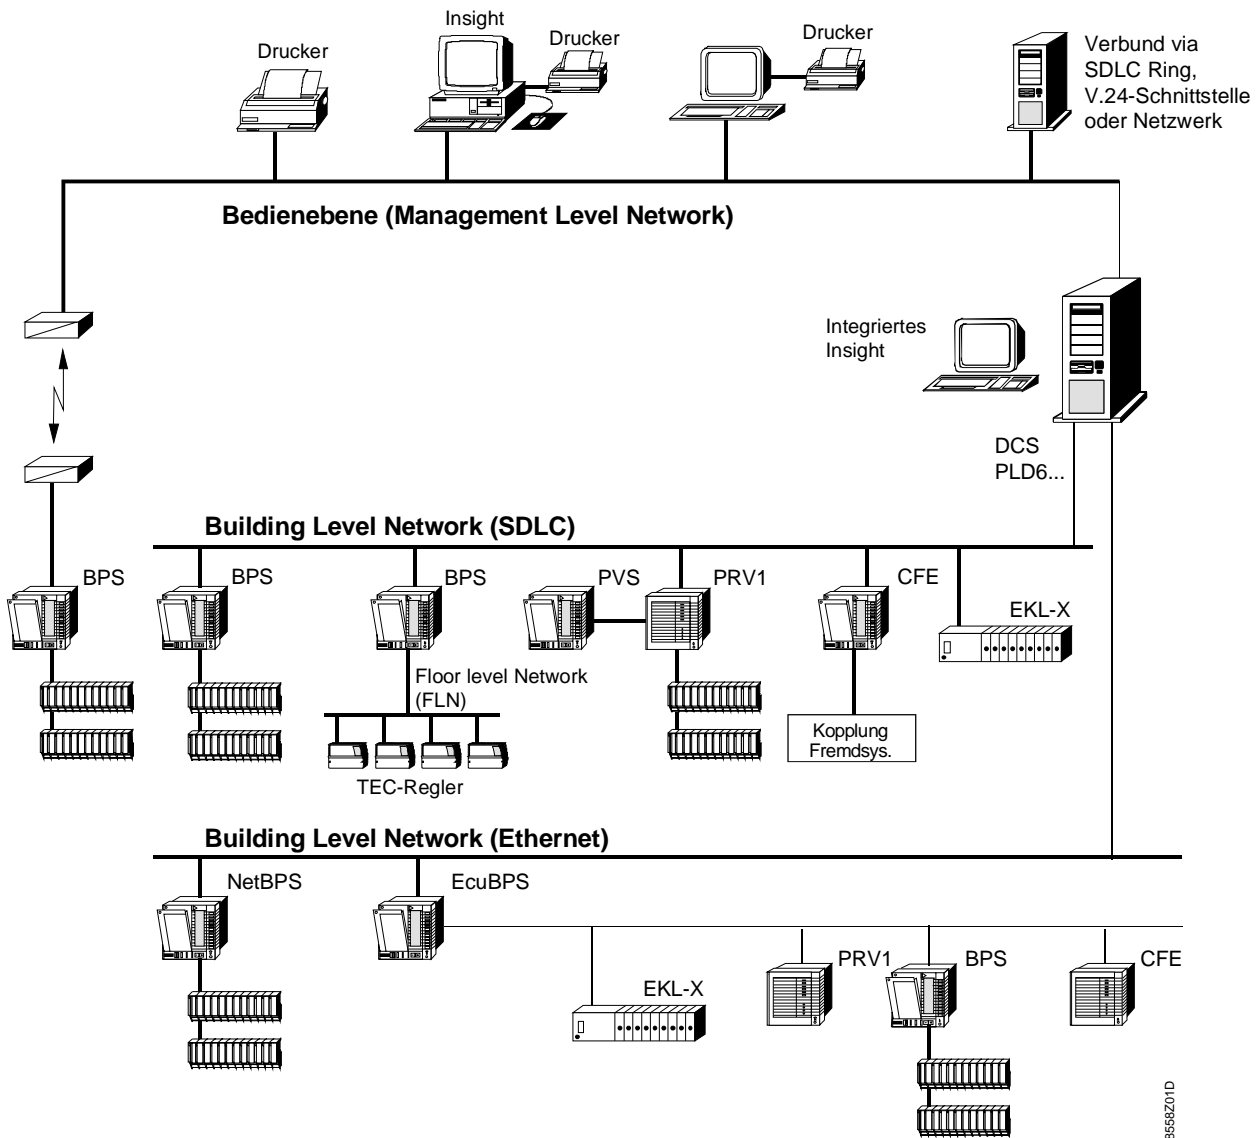 Insight
Drucker
Drucker
Drucker
Verbund via
SDLC Ring,
V.24-Schnittstelle
oder Netzwerk
Bedienebene (Management Level Network)
Integriertes
Insight
DCS
PLD6...
Building Level Network (SDLC)
BPS
BPS
BPS
PVS
PRV1
CFE
EKL-X
Floor level Network
(FLN)
Kopplung
Fremdsys.
TEC-Regler
Building Level Network (Ethernet)
NetBPS
EcuBPS
EKL-X
PRV1
BPS
CFE
8558Z01D